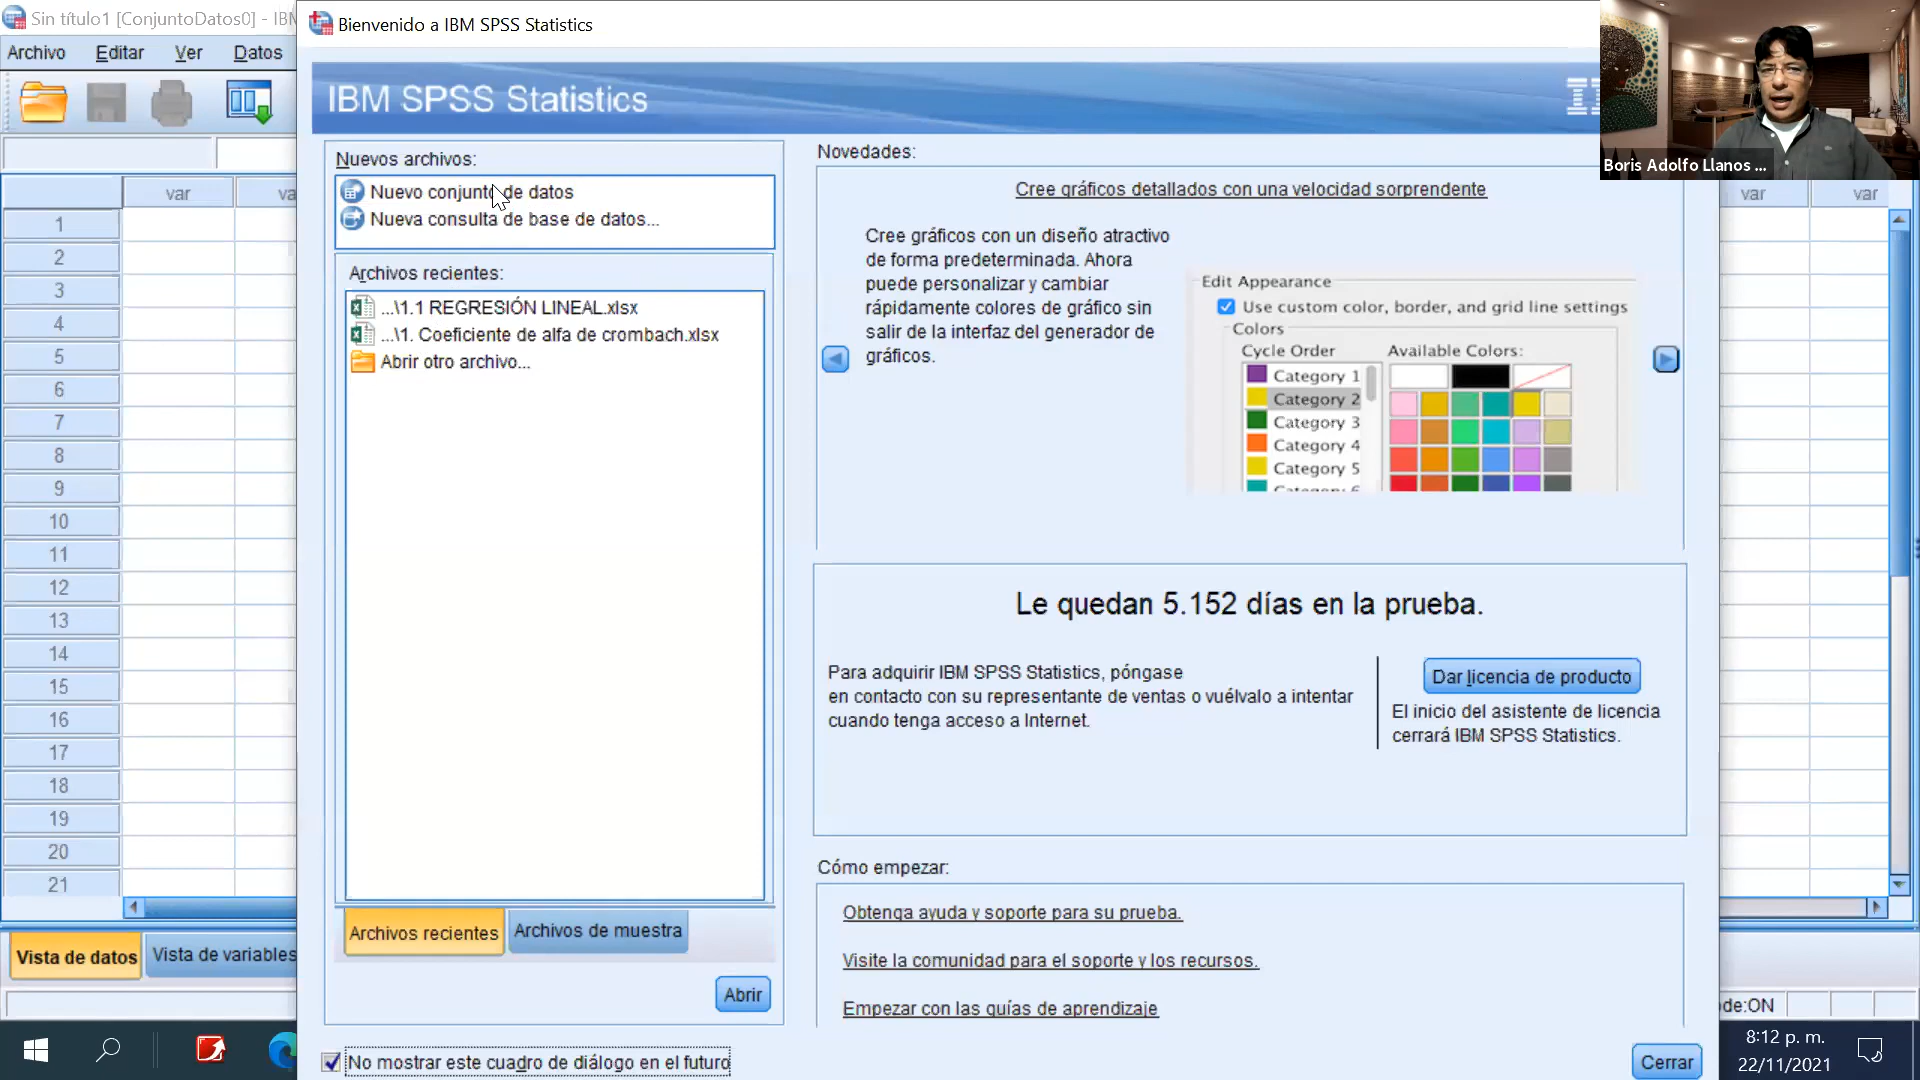 Sin título1 [ConjuntoDatos0] - IBM
Bienvenido a IBM SPSS Statistics
Archivo Editar Ver Datos
IBM SPSS Statistics
Boris Adolfo Llanos ...
Nuevos archivos:
Nuevo conjunto de datos
Nueva consulta de base de datos...
Archivos recientes:
...\1.1 REGRESIÓN LINEAL.xlsx
...\1. Coeficiente de alfa de crombach.xlsx
Abrir otro archivo...
Archivos recientes
Archivos de muestra
Abrir
No mostrar este cuadro de diálogo en el futuro
Novedades:
Cree gráficos detallados con una velocidad sorprendente
Cree gráficos con un diseño atractivo
de forma predeterminada. Ahora
puede personalizar y cambiar
rápidamente colores de gráfico sin
salir de la interfaz del generador de
gráficos.
Edit Appearance
Use custom color, border, and grid line settings
Colors
Cycle Order
Available Colors:
Category 1
Category 2
Category 3
Category 4
Category 5
Category 6
Le quedan 5.152 días en la prueba.
Para adquirir IBM SPSS Statistics, póngase
en contacto con su representante de ventas o vuélvalo a intentar
cuando tenga acceso a Internet.
Dar licencia de producto
El inicio del asistente de licencia
cerrará IBM SPSS Statistics.
Cómo empezar:
Obtenga ayuda y soporte para su prueba.
Visite la comunidad para el soporte y los recursos.
Empezar con las guías de aprendizaje
Cerrar
var va var var
1
2
3
4
5
6
7
8
9
10
11
12
13
14
15
16
17
18
19
20
21
Vista de datos
Vista de variables
de:ON
8:12 p. m.
22/11/2021